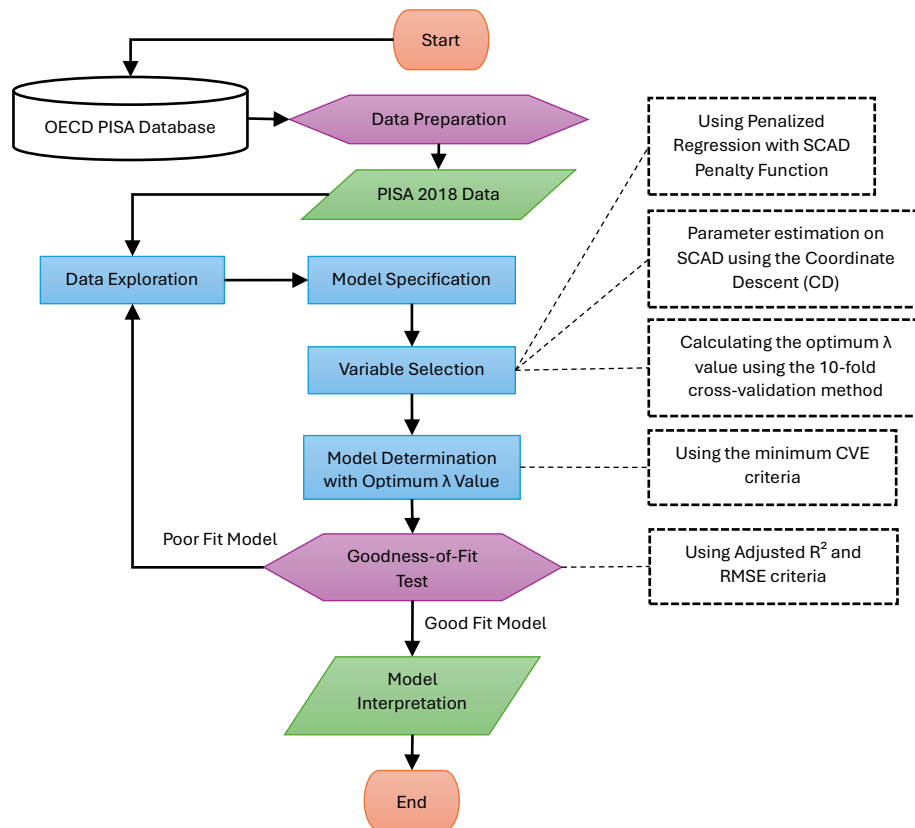 Start
OECD PISA Database
Data Preparation
PISA 2018 Data
Data Exploration
Model Specification
Variable Selection
Using Penalized
Regression with SCAD
Penalty Function
Parameter estimation on
SCAD using the Coordinate
Descent (CD)
Calculating the optimum λ
value using the 10-fold
cross-validation method
Model Determination
with Optimum λ Value
Using the minimum CVE
criteria
Poor Fit Model
Goodness-of-Fit
Test
Using Adjusted R² and
RMSE criteria
Good Fit Model
Model
Interpretation
End